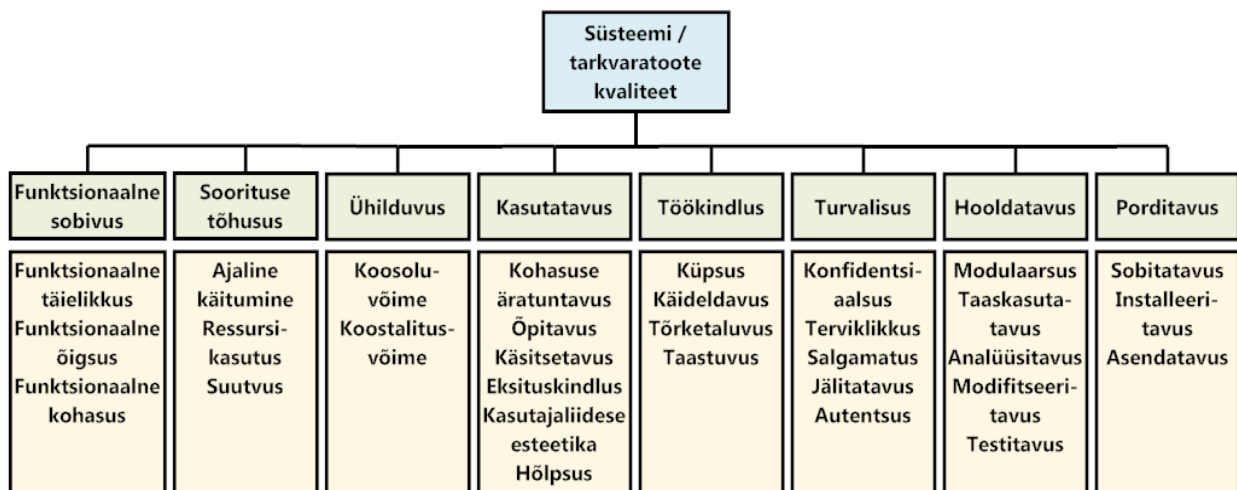 Süsteemi /
tarkvaratoote
kvaliteet
Funktsionaalne
sobivus
Soorituse
tõhusus
Ühilduvus
Kasutatavus
Töökindlus
Turvalisus
Hooldatavus
Porditavus
Funktsionaalne
täielikkus
Funktsionaalne
õigsus
Funktsionaalne
kohasus
Ajaline
käitumine
Ressursi-
kasutus
Suutvus
Koosolu-
võime
Koostalitus-
võime
Kohasuse
äratuntavus
Õpitavus
Käsitsetavus
Eksituskindlus
Kasutajaliidese
esteetika
Hõlpsus
Küpsus
Käideldavus
Tõrketaluvus
Taastuvus
Konfidentsi-
aalsus
Terviklikkus
Salgamatus
Jälitatavus
Autentsus
Modulaarsus
Taaskasuta-
tavus
Analüüsitavus
Modifitseeri-
tavus
Testitavus
Sobitatavus
Installeeri-
tavus
Asendatavus